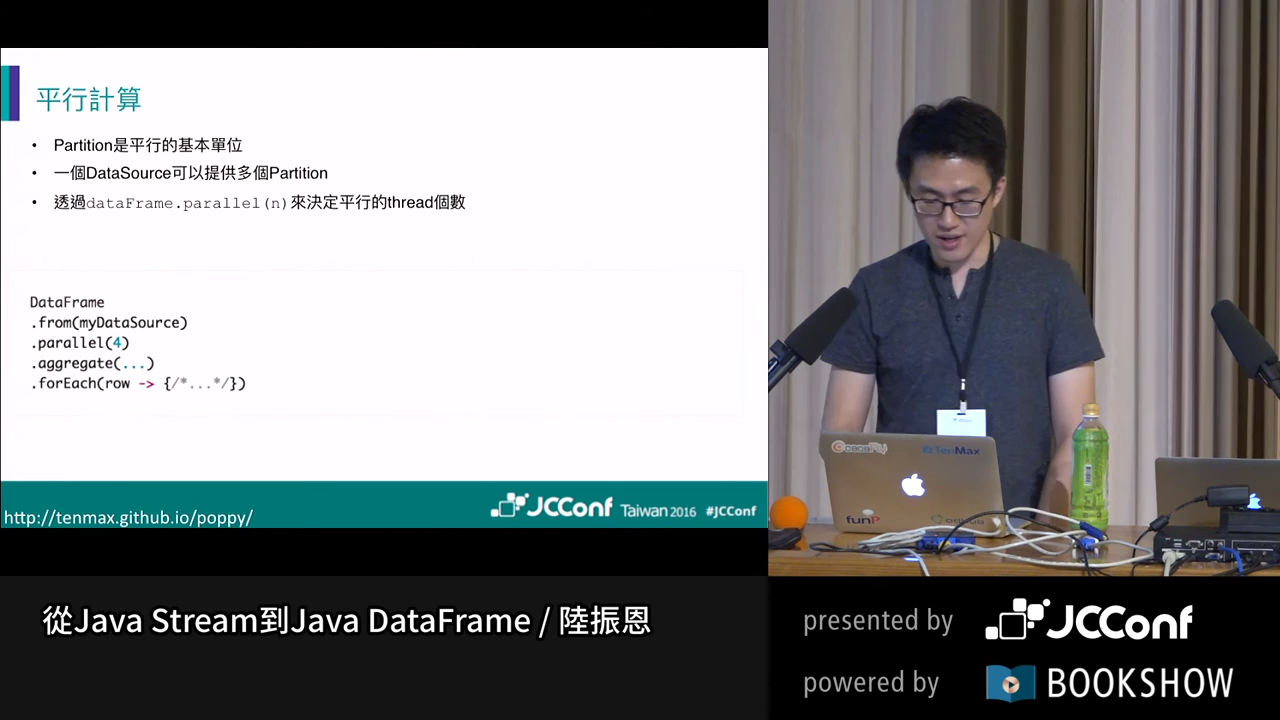 平行計算
• Partition是平行的基本單位
• 一個DataSource可以提供多個Partition
• 透過dataFrame.parallel(n)來決定平行的thread個數
DataFrame
.from(myDataSource)
.parallel(4)
.aggregate(...)
.forEach(row -> {/*...*/})
http://tenmax.github.io/poppy/
JCConf Taiwan 2016 #JCConf
TenMax
funP
從Java Stream到Java DataFrame / 陸振恩
presented by JCConf
powered by BOOKSHOW